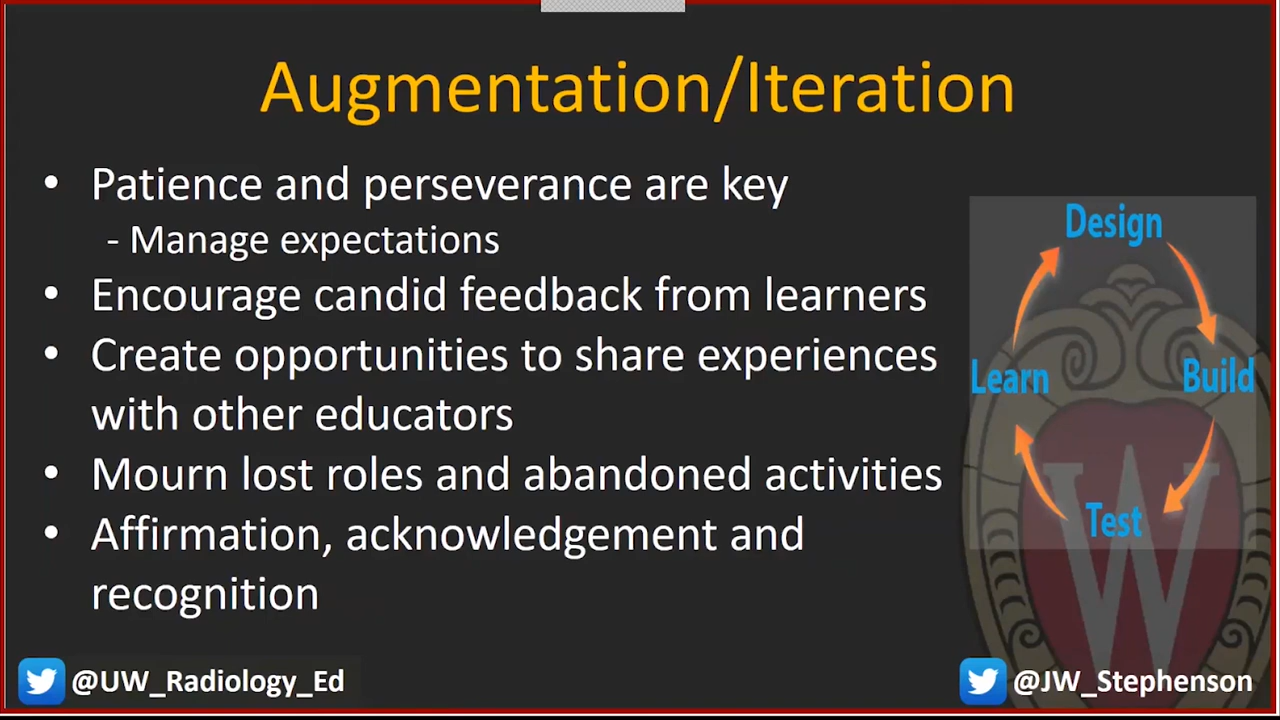 Augmentation/Iteration
• Patience and perseverance are key
- Manage expectations
• Encourage candid feedback from learners
• Create opportunities to share experiences
with other educators
• Mourn lost roles and abandoned activities
• Affirmation, acknowledgement and
recognition
Design
Learn
Build
Test
W
@UW_Radiology_Ed
@JW_Stephenson